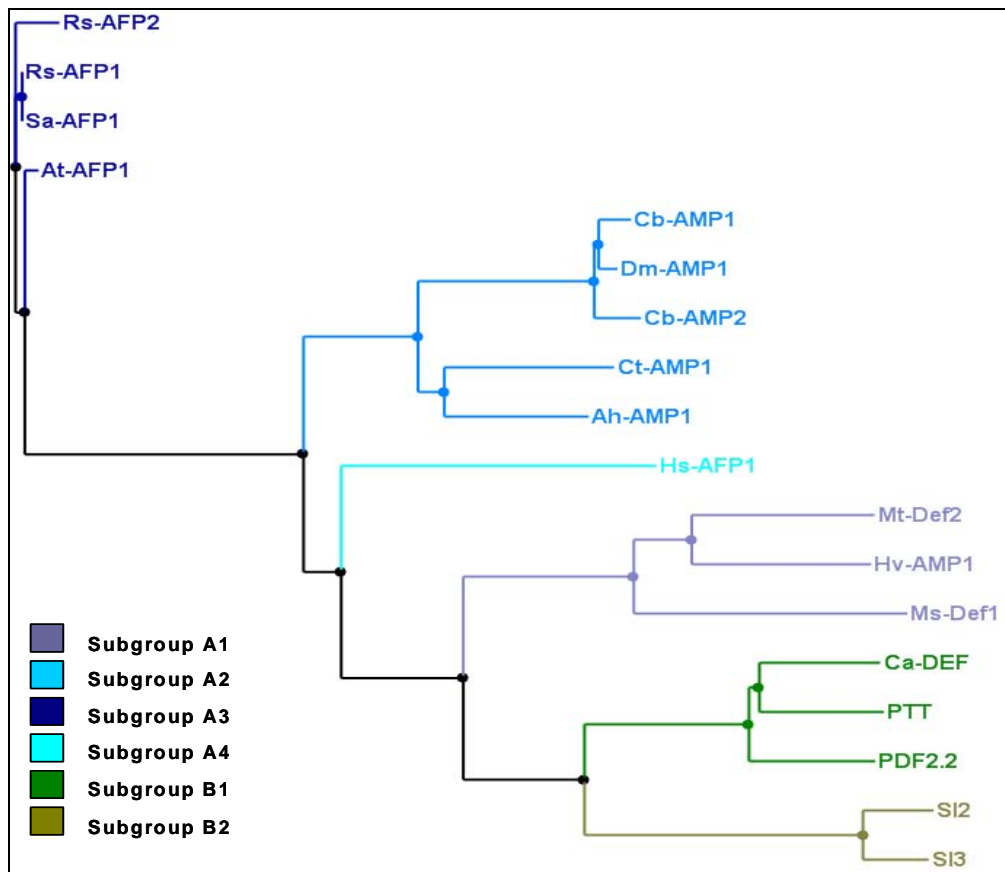 Rs-AFP2
Rs-AFP1
Sa-AFP1
At-AFP1
Cb-AMP1
Dm-AMP1
Cb-AMP2
Ct-AMP1
Ah-AMP1
Hs-AFP1
Mt-Def2
Hv-AMP1
Ms-Def1
Ca-DEF
PTT
PDF2.2
SI2
SI3
Subgroup A1
Subgroup A2
Subgroup A3
Subgroup A4
Subgroup B1
Subgroup B2